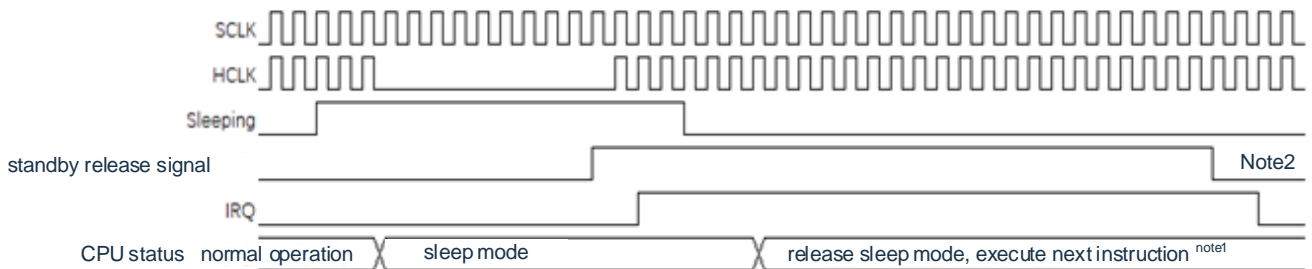 SCLK
HCLK
Sleeping
standby release signal Note2
IRQ
CPU status normal operation sleep mode release sleep mode, execute next instruction note1